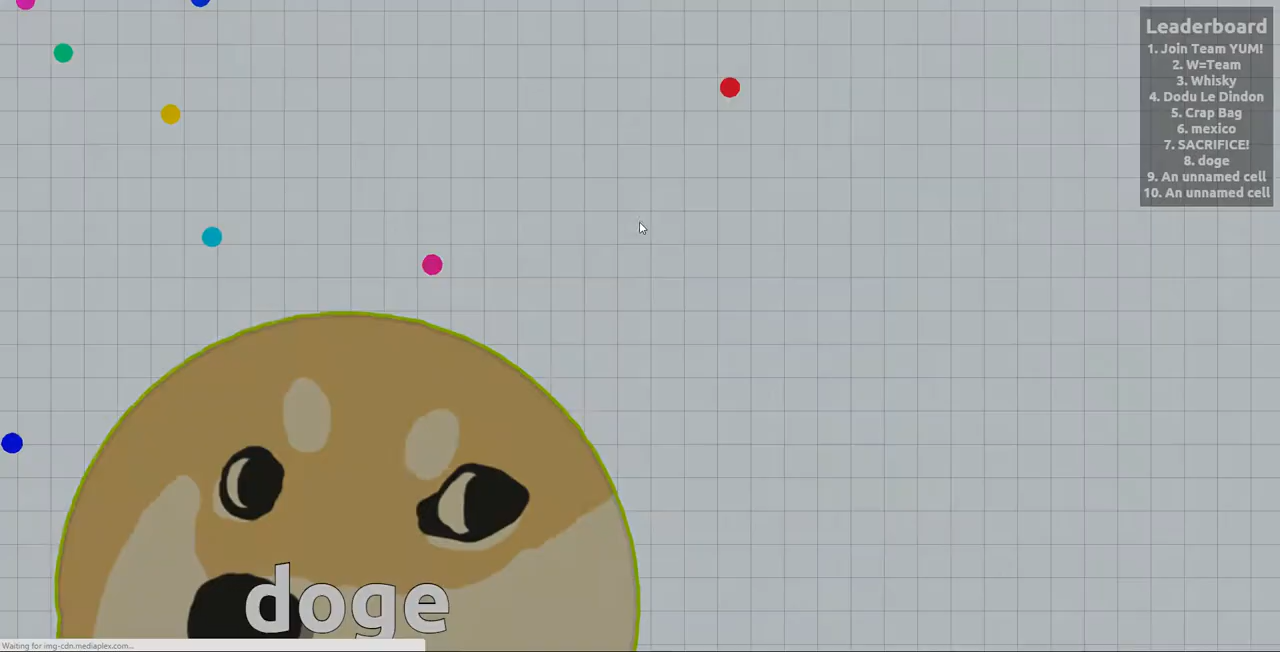 Leaderboard
1. Join Team YUM!
2. W=Team
3. Whisky
4. Dodu Le Dindon
5. Crap Bag
6. mexico
7. SACRIFICE!
8. doge
9. An unnamed cell
10. An unnamed cell
doge
Waiting for img-cdn.mediaplex.com...